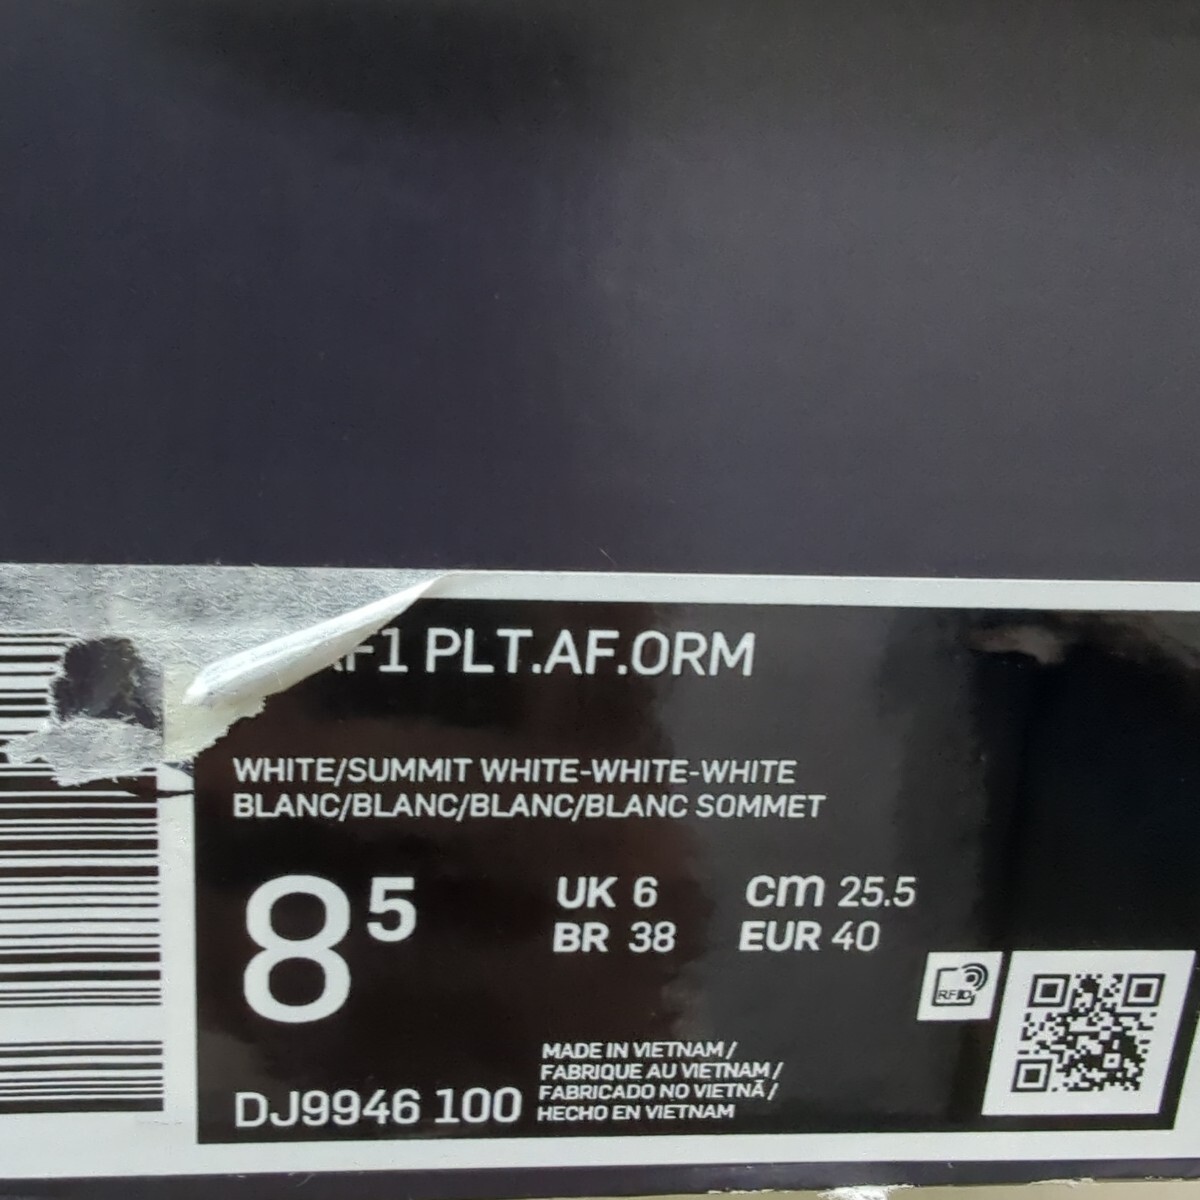 AF1 PLT.AF.ORM
WHITE/SUMMIT WHITE-WHITE-WHITE
BLANC/BLANC/BLANC/BLANC SOMMET
8 5
UK 6 cm 25.5
BR 38 EUR 40
RFID
MADE IN VIETNAM /
FABRIQUE AU VIETNAM /
FABRICADO NO VIETNÃ /
HECHO EN VIETNAM
DJ9946 100